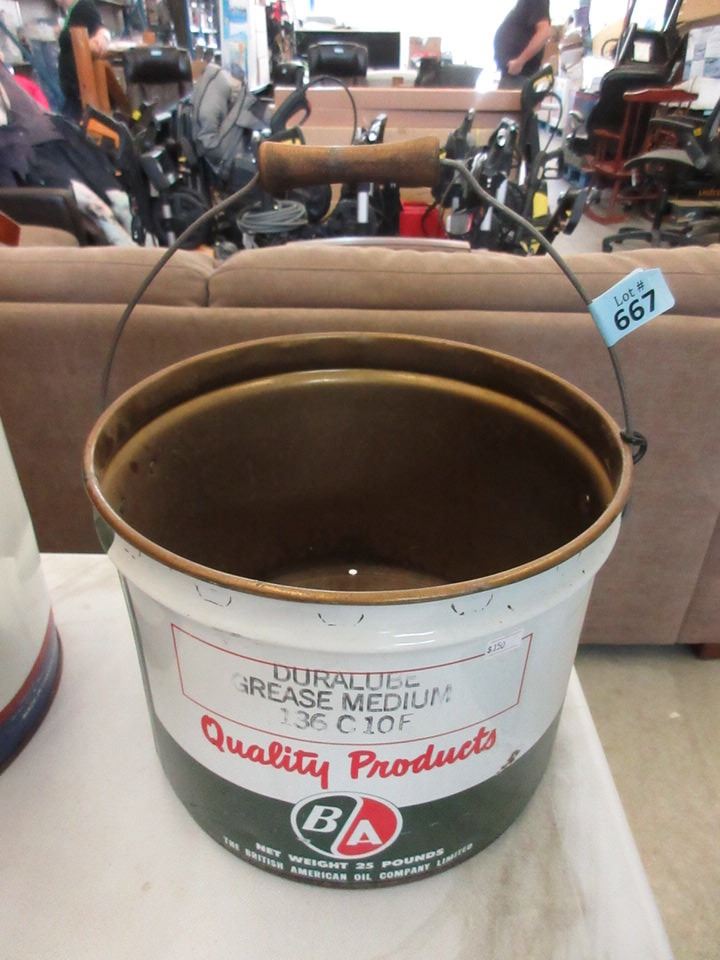 Lot #
667
$150
DURALUBE
GREASE MEDIUM
136 C 10F
Quality Products
BA
NET WEIGHT 25 POUNDS
THE BRITISH AMERICAN OIL COMPANY LIMITED